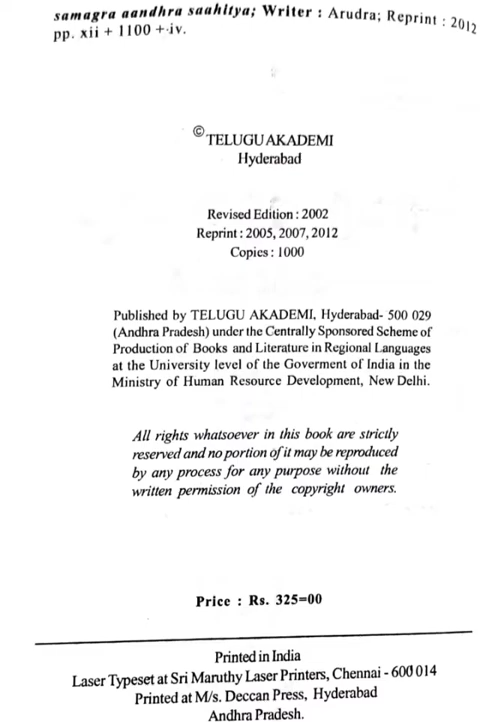 samagra aandhra saahitya; Writer : Arudra; Reprint : 2012
pp. xii + 1100 + iv.
© TELUGU AKADEMI
Hyderabad
Revised Edition : 2002
Reprint : 2005, 2007, 2012
Copies : 1000
Published by TELUGU AKADEMI, Hyderabad- 500 029
(Andhra Pradesh) under the Centrally Sponsored Scheme of
Production of Books and Literature in Regional Languages
at the University level of the Goverment of India in the
Ministry of Human Resource Development, New Delhi.
All rights whatsoever in this book are strictly
reserved and no portion of it may be reproduced
by any process for any purpose without the
written permission of the copyright owners.
Price : Rs. 325=00
Printed in India
Laser Typeset at Sri Maruthy Laser Printers, Chennai - 600 014
Printed at M/s. Deccan Press, Hyderabad
Andhra Pradesh.